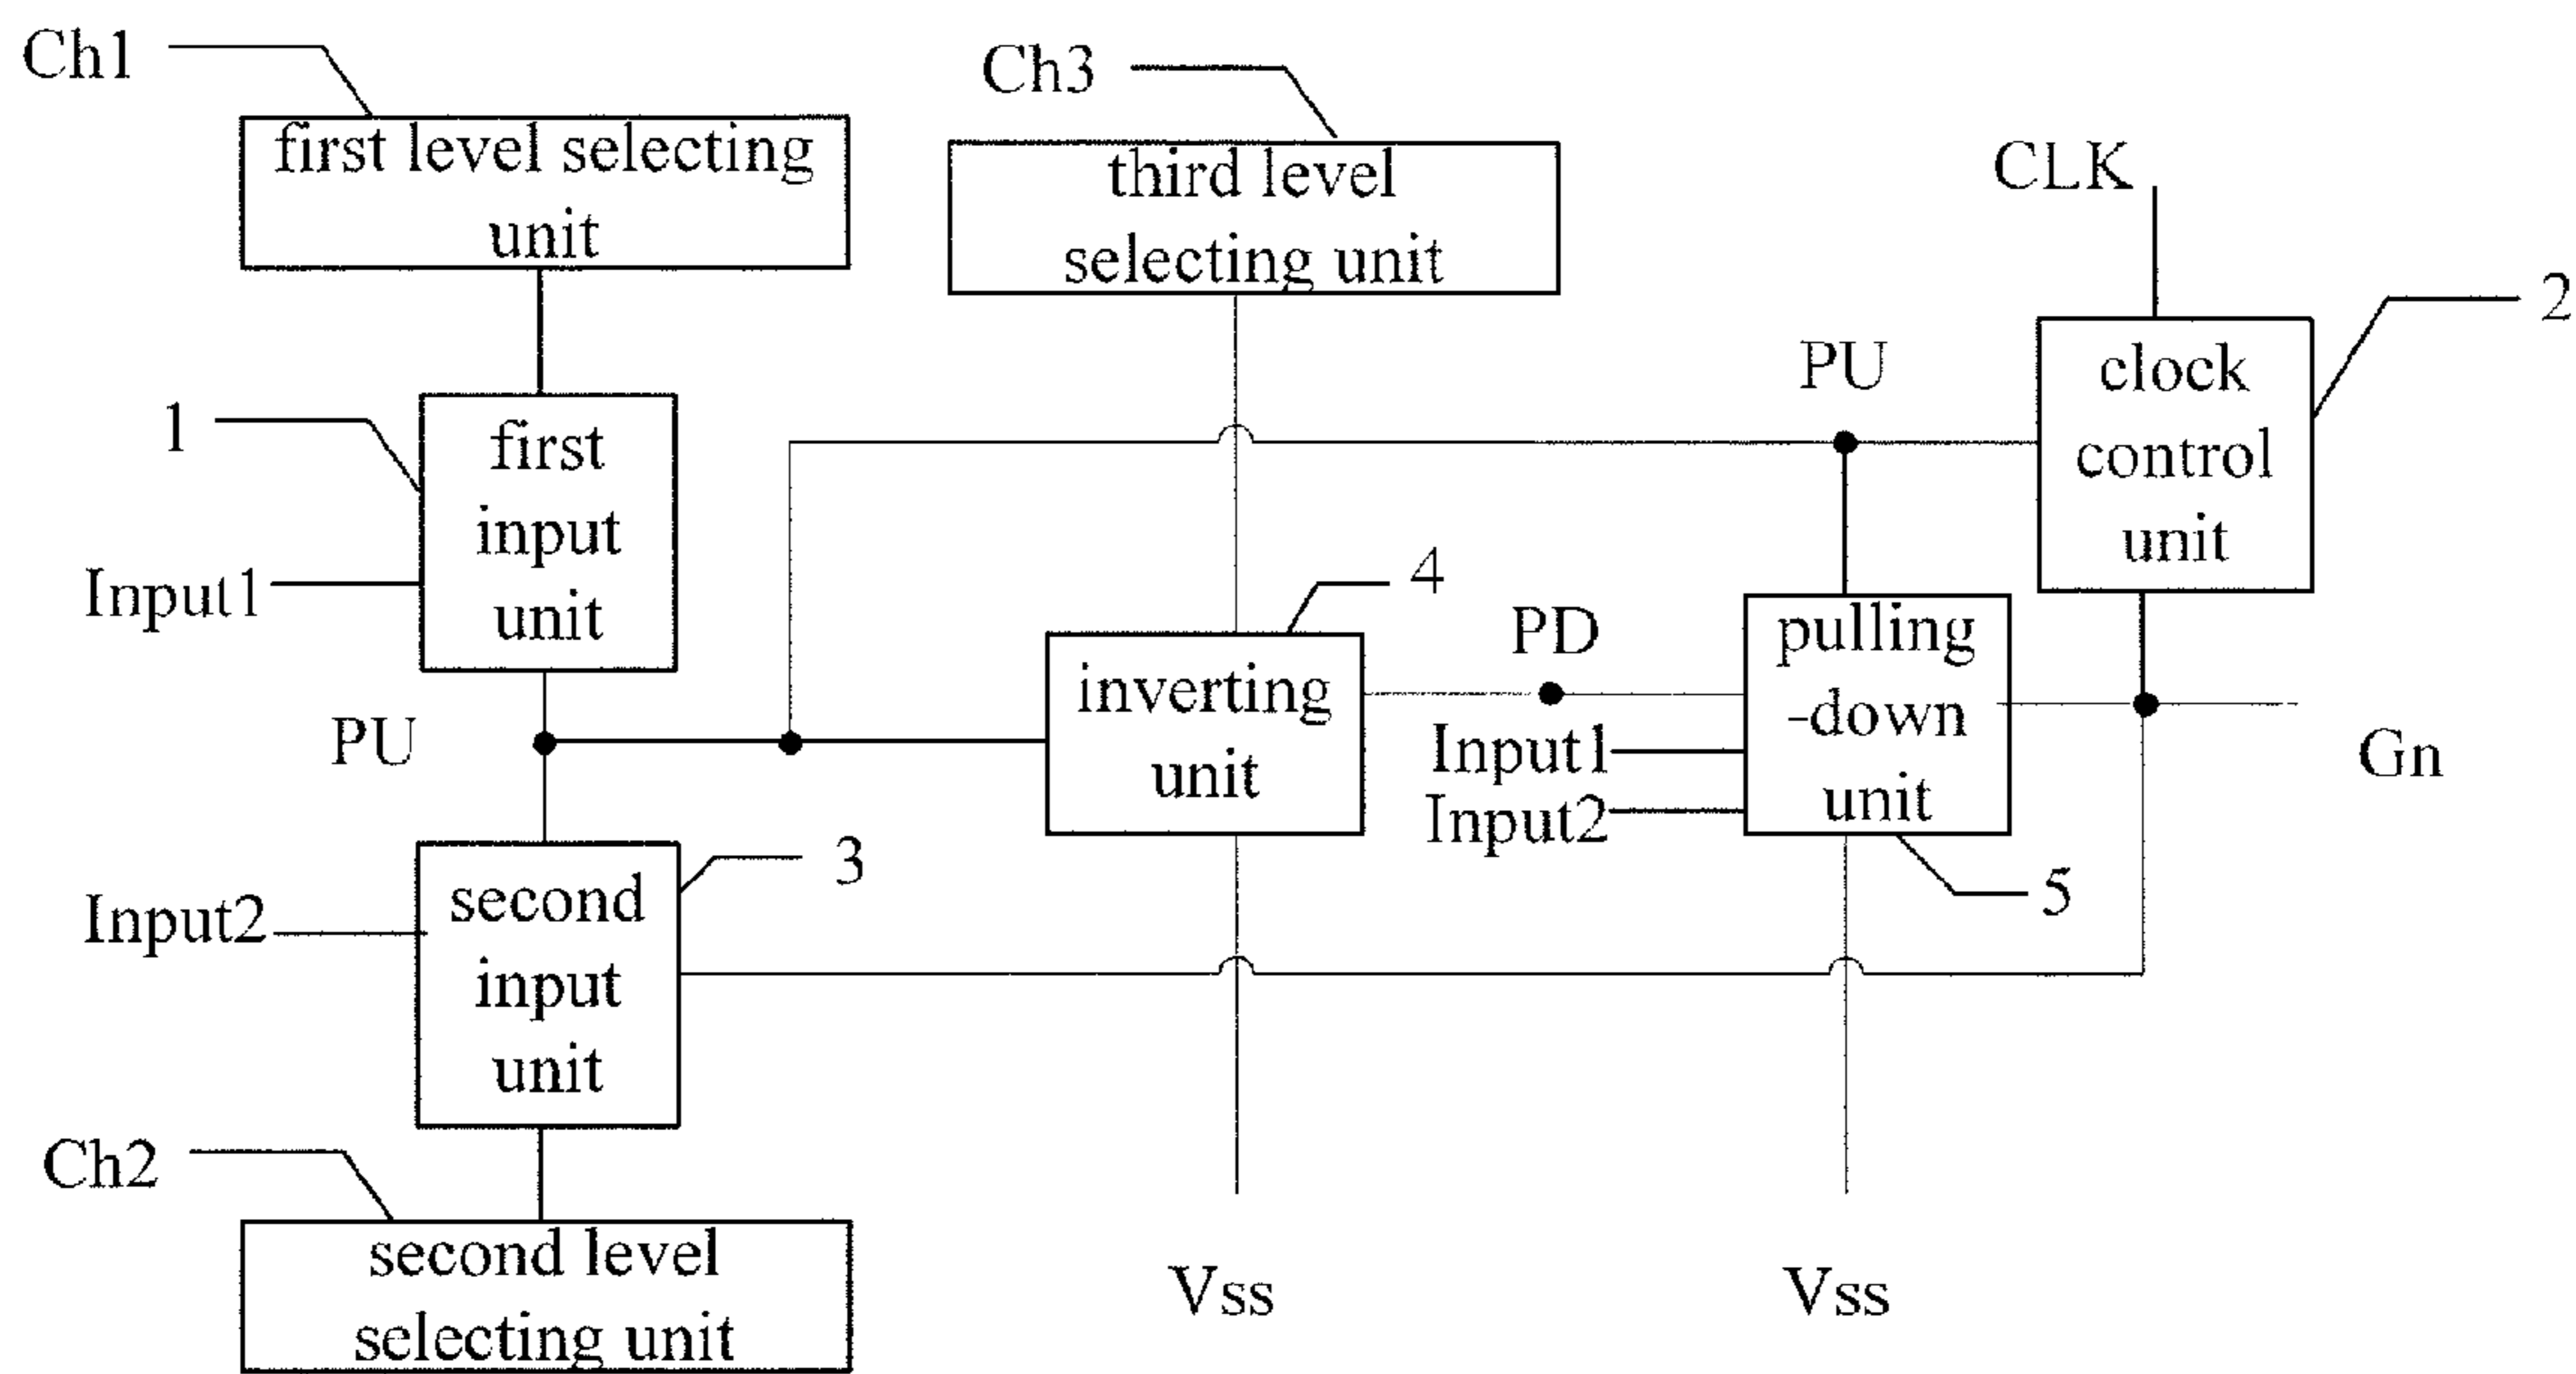 Ch1
Ch3
first level selecting
unit
third level
selecting unit
CLK
2
PU
clock
control
unit
1
first
input
unit
Input1
4
PD
inverting
unit
pulling
-down
unit
Input1
Input2
Gn
PU
3
5
Input2
second
input
unit
Ch2
second level
selecting unit
Vss
Vss